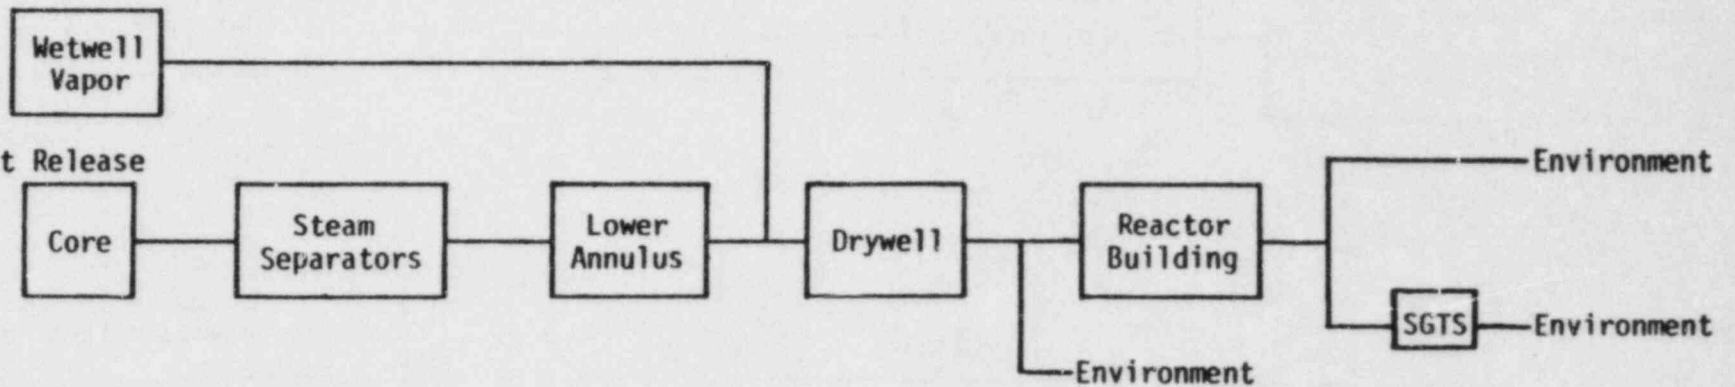 Wetwell
Vapor
t Release
Core
Steam
Separators
Lower
Annulus
Drywell
Reactor
Building
Environment
SGTS
Environment
Environment